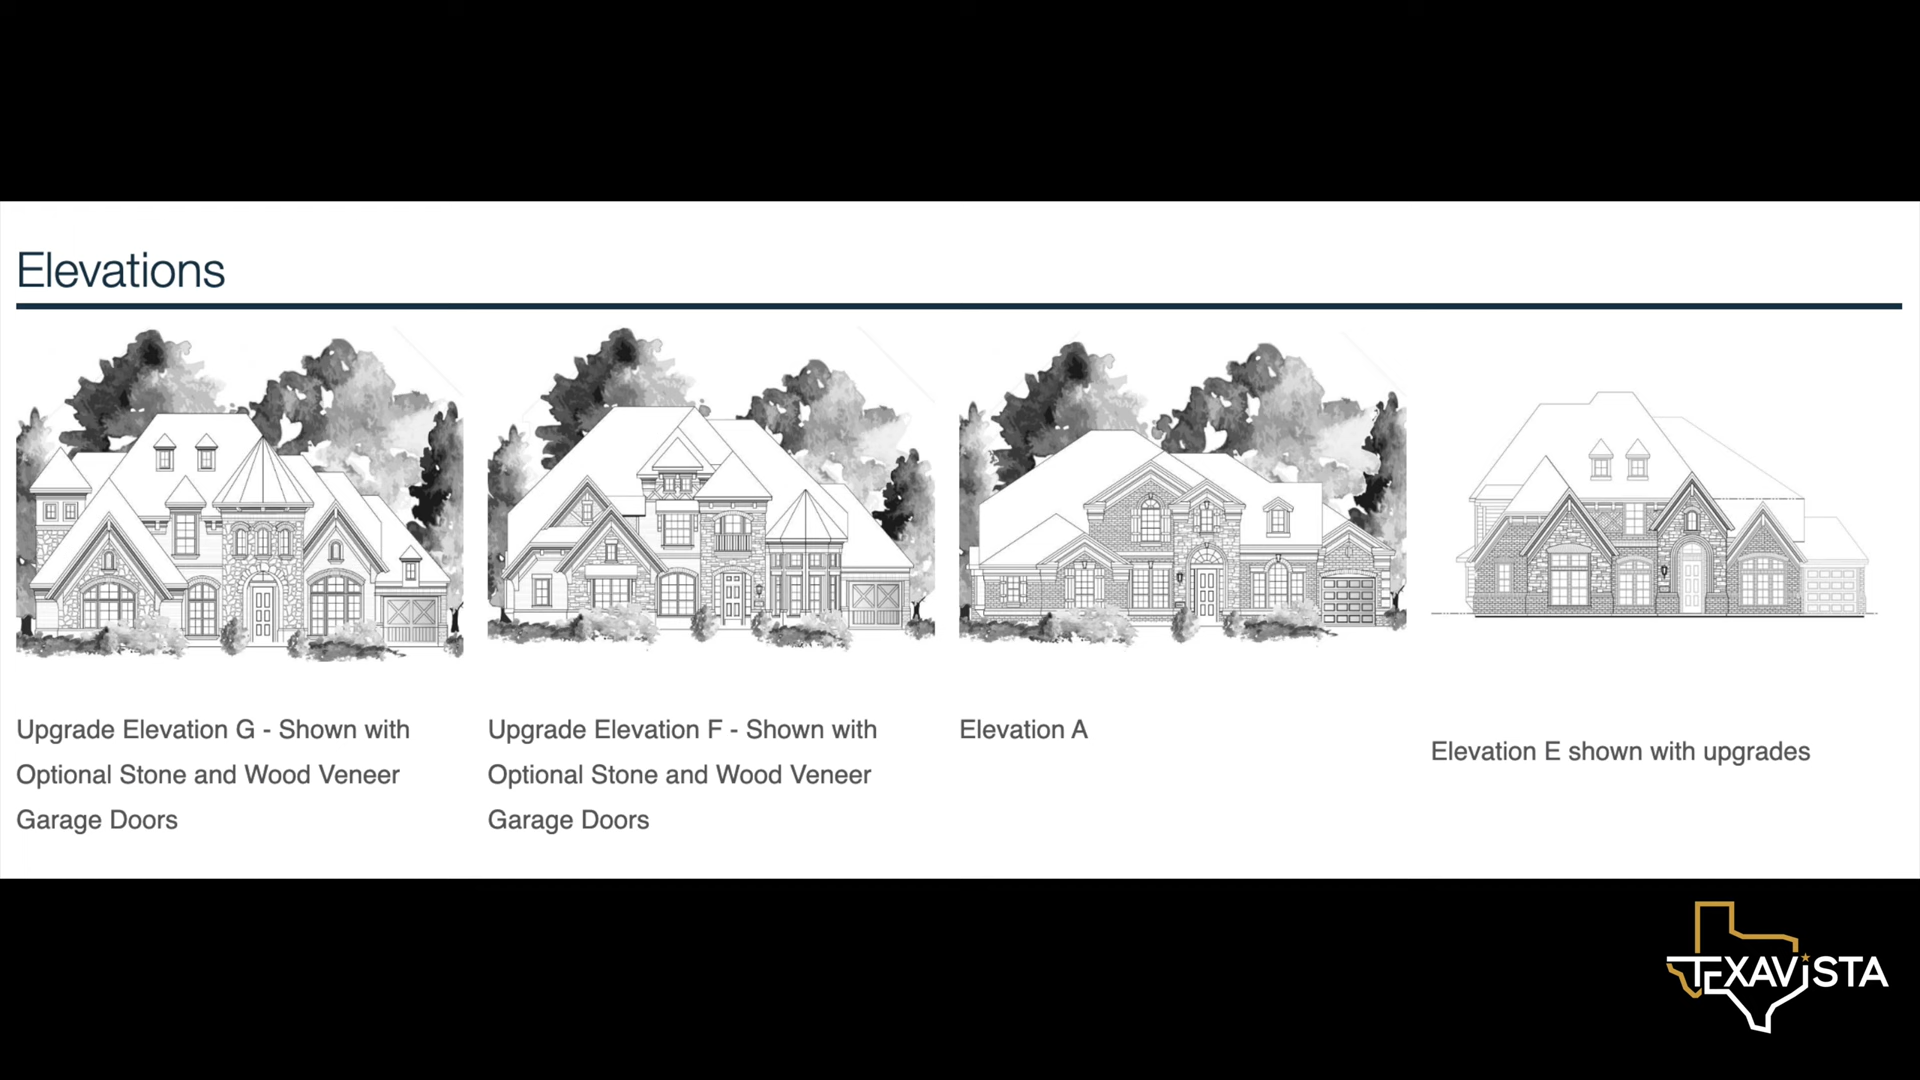 Elevations
Upgrade Elevation G - Shown with
Optional Stone and Wood Veneer
Garage Doors
Upgrade Elevation F - Shown with
Optional Stone and Wood Veneer
Garage Doors
Elevation A
Elevation E shown with upgrades
TEXAViSTA